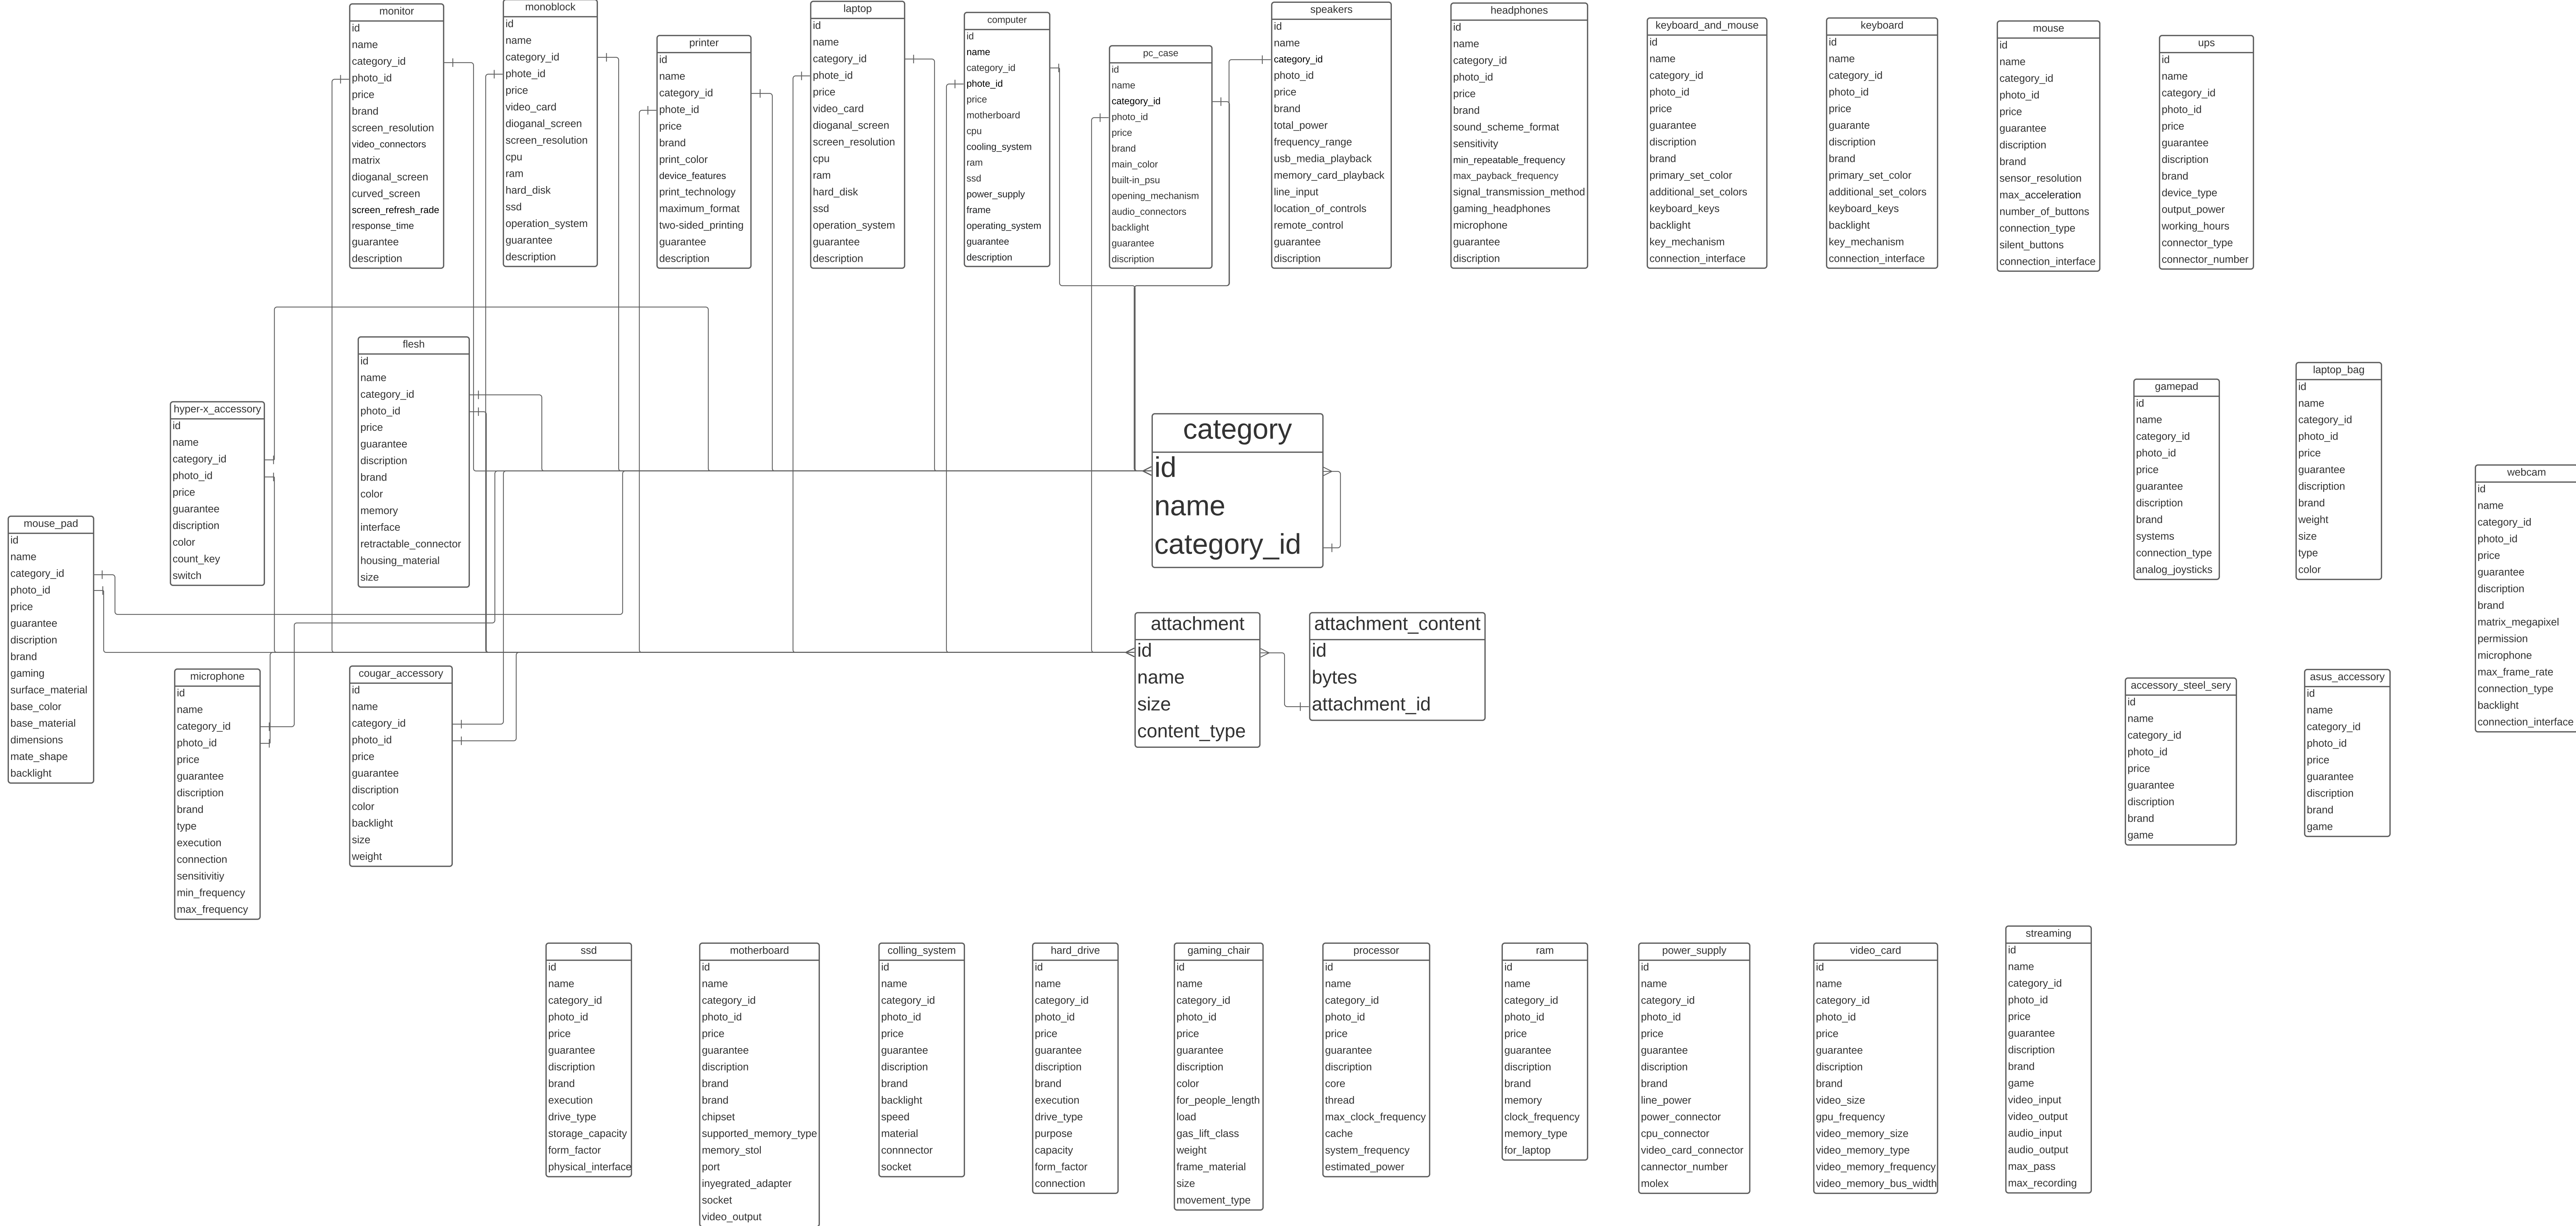 monitor
id
name
category_id
photo_id
price
brand
screen_resolution
video_connectors
matrix
dioganal_screen
curved_screen
screen_refresh_rade
response_time
guarantee
description
monoblock
id
name
category_id
phote_id
price
video_card
dioganal_screen
screen_resolution
cpu
ram
hard_disk
ssd
operation_system
guarantee
description
printer
id
name
category_id
phote_id
price
brand
print_color
device_features
print_technology
maximum_format
two-sided_printing
guarantee
description
laptop
id
name
category_id
phote_id
price
video_card
dioganal_screen
screen_resolution
cpu
ram
hard_disk
ssd
operation_system
guarantee
description
computer
id
name
category_id
phote_id
price
motherboard
cpu
cooling_system
ram
ssd
power_supply
frame
operating_system
guarantee
description
pc_case
id
name
category_id
photo_id
price
brand
main_color
built-in_psu
opening_mechanism
audio_connectors
backlight
guarantee
discription
speakers
id
name
category_id
photo_id
price
brand
total_power
frequency_range
usb_media_playback
memory_card_playback
line_input
location_of_controls
remote_control
guarantee
discription
headphones
id
name
category_id
photo_id
price
brand
sound_scheme_format
sensitivity
min_repeatable_frequency
max_payback_frequency
signal_transmission_method
gaming_headphones
microphone
guarantee
discription
keyboard_and_mouse
id
name
category_id
photo_id
price
guarantee
discription
brand
primary_set_color
additional_set_colors
keyboard_keys
backlight
key_mechanism
connection_interface
keyboard
id
name
category_id
photo_id
price
guarante
discription
brand
primary_set_color
additional_set_colors
keyboard_keys
backlight
key_mechanism
connection_interface
mouse
id
name
category_id
photo_id
price
guarantee
discription
brand
sensor_resolution
max_acceleration
number_of_buttons
connection_type
silent_buttons
connection_interface
ups
id
name
category_id
photo_id
price
guarantee
discription
brand
device_type
output_power
working_hours
connector_type
connector_number
flesh
id
name
category_id
photo_id
price
guarantee
discription
brand
color
memory
interface
retractable_connector
housing_material
size
hyper-x_accessory
id
name
category_id
photo_id
price
guarantee
discription
color
count_key
switch
mouse_pad
id
name
category_id
photo_id
price
guarantee
discription
brand
gaming
surface_material
base_color
base_material
dimensions
mate_shape
backlight
category
id
name
category_id
attachment
id
name
size
content_type
attachment_content
id
bytes
attachment_id
gamepad
id
name
category_id
photo_id
price
guarantee
discription
brand
systems
connection_type
analog_joysticks
laptop_bag
id
name
category_id
photo_id
price
guarantee
discription
brand
weight
size
type
color
webcam
id
name
category_id
photo_id
price
guarantee
discription
brand
matrix_megapixel
permission
microphone
max_frame_rate
connection_type
backlight
connection_interface
microphone
id
name
category_id
photo_id
price
guarantee
discription
brand
type
execution
connection
sensitivitiy
min_frequency
max_frequency
cougar_accessory
id
name
category_id
photo_id
price
guarantee
discription
color
backlight
size
weight
accessory_steel_sery
id
name
category_id
photo_id
price
guarantee
discription
brand
game
asus_accessory
id
name
category_id
photo_id
price
guarantee
discription
brand
game
ssd
id
name
category_id
photo_id
price
guarantee
discription
brand
execution
drive_type
storage_capacity
form_factor
physical_interface
motherboard
id
name
category_id
photo_id
price
guarantee
discription
brand
brand
chipset
supported_memory_type
memory_stol
port
inyegrated_adapter
socket
video_output
colling_system
id
name
category_id
photo_id
price
guarantee
discription
brand
backlight
speed
material
connnector
socket
hard_drive
id
name
category_id
photo_id
price
guarantee
discription
brand
execution
drive_type
purpose
capacity
form_factor
connection
gaming_chair
id
name
category_id
photo_id
price
guarantee
discription
color
for_people_length
load
gas_lift_class
weight
frame_material
size
movement_type
processor
id
name
category_id
photo_id
price
guarantee
discription
core
thread
max_clock_frequency
cache
system_frequency
estimated_power
ram
id
name
category_id
photo_id
price
guarantee
discription
brand
memory
clock_frequency
memory_type
for_laptop
power_supply
id
name
category_id
photo_id
price
guarantee
discription
brand
line_power
power_connector
cpu_connector
video_card_connector
cannector_number
molex
video_card
id
name
category_id
photo_id
price
guarantee
discription
brand
video_size
gpu_frequency
video_memory_size
video_memory_type
video_memory_frequency
video_memory_bus_width
streaming
id
name
category_id
photo_id
price
guarantee
discription
brand
game
video_input
video_output
audio_input
audio_output
max_pass
max_recording